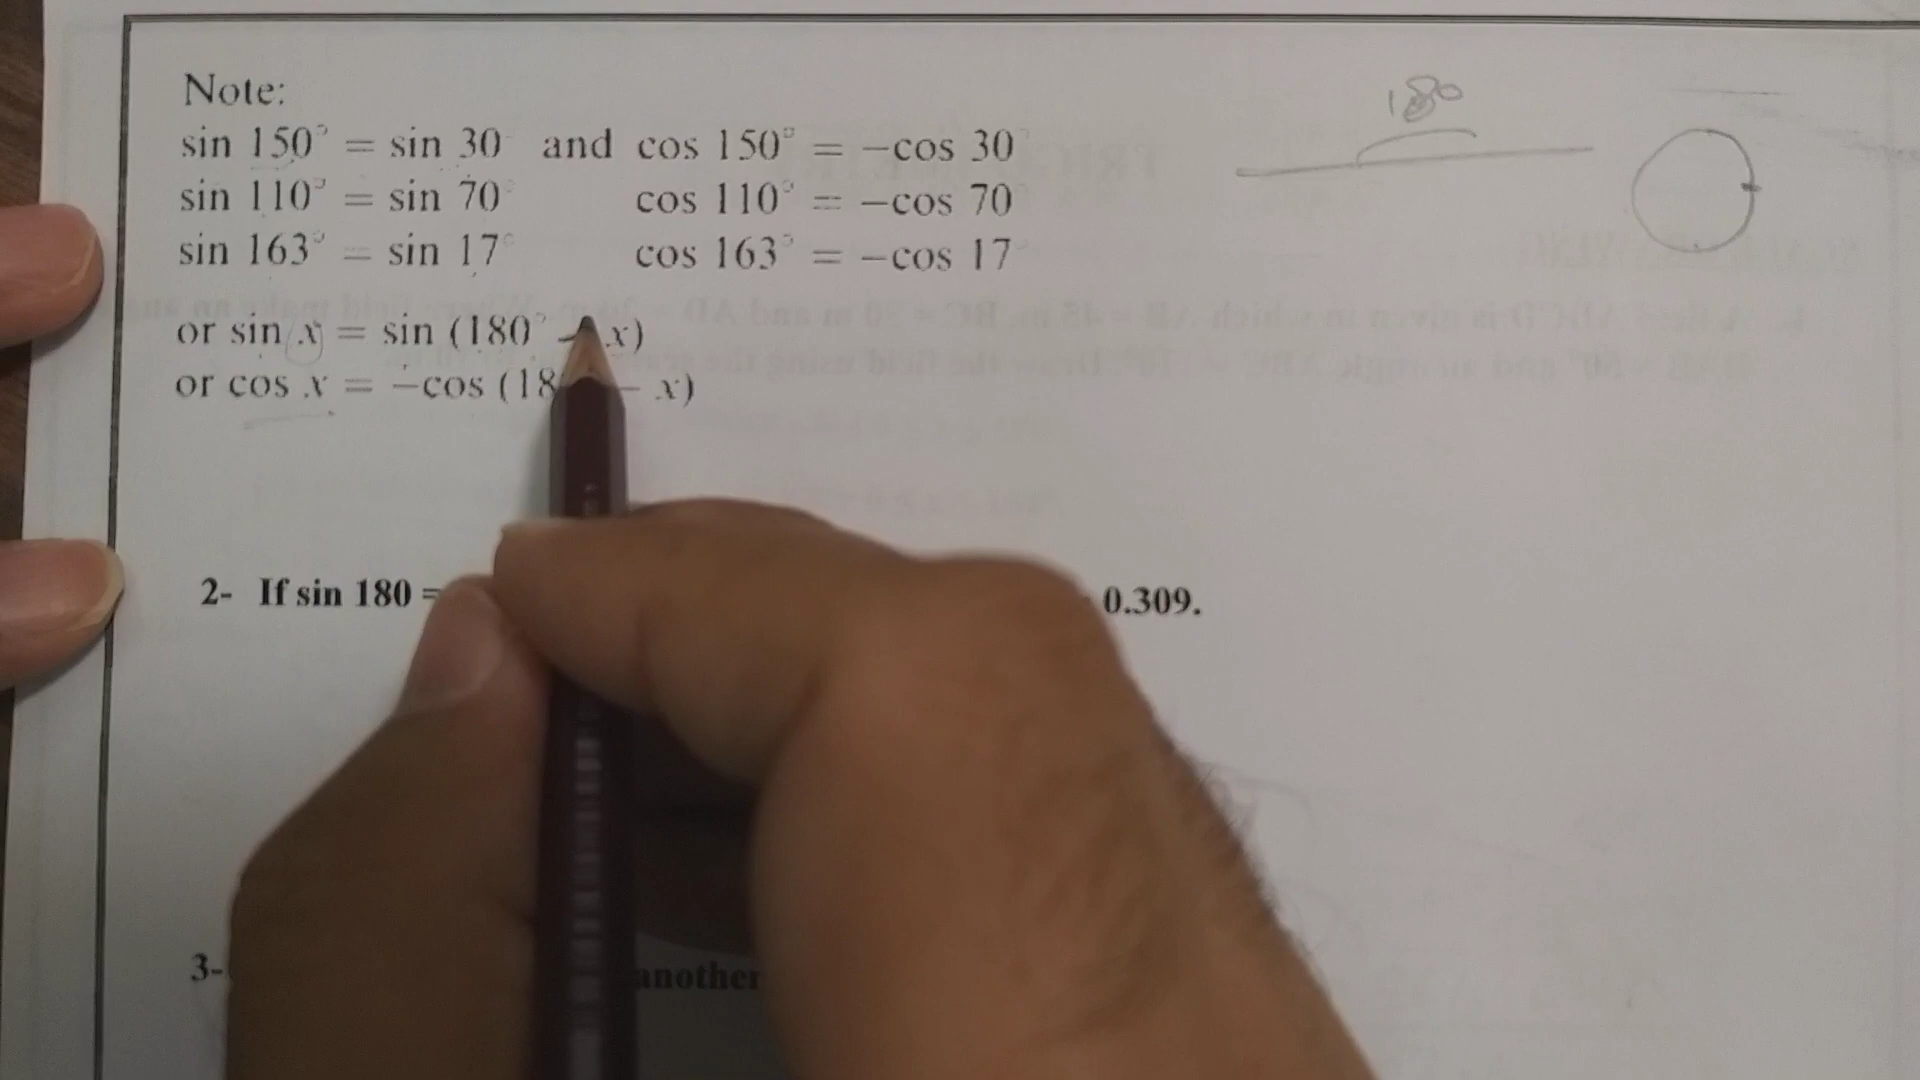 Note:
sin 150° = sin 30° and cos 150° = −cos 30°
sin 110° = sin 70° cos 110° = −cos 70
sin 163° = sin 17° cos 163° = −cos 17°
or sin x = sin (180° − x)
or cos x = −cos (18 − x)
180
2- If sin 180 = 0.309.
3- another